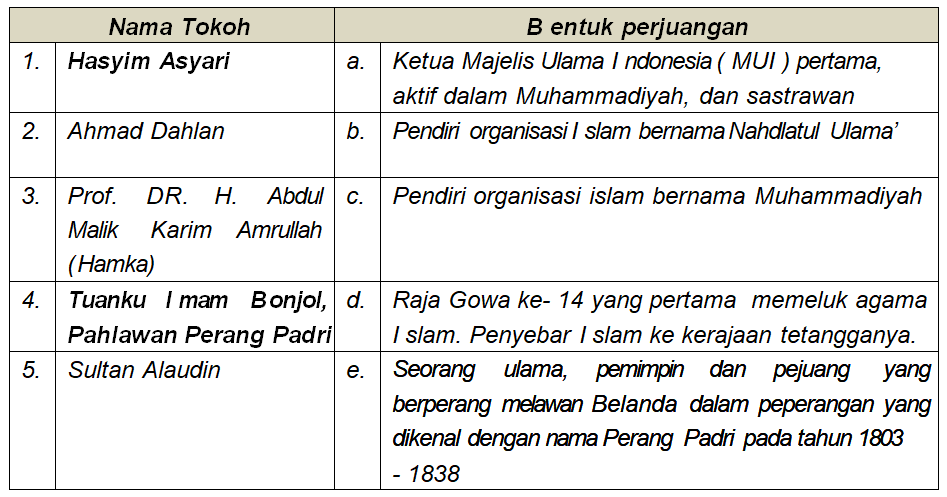 Nama Tokoh B entuk perjuangan
1. Hasyim Asyari a. Ketua Majelis Ulama I ndonesia ( MUI ) pertama,
aktif dalam Muhammadiyah, dan sastrawan
2. Ahmad Dahlan b. Pendiri organisasi I slam bernama Nahdlatul Ulama’
3. Prof. DR. H. Abdul c. Pendiri organisasi islam bernama Muhammadiyah
Malik Karim Amrullah
(Hamka)
4. Tuanku I mam Bonjol, d. Raja Gowa ke- 14 yang pertama memeluk agama
Pahlawan Perang Padri I slam. Penyebar I slam ke kerajaan tetangganya.
5. Sultan Alaudin e. Seorang ulama, pemimpin dan pejuang yang
berperang melawan Belanda dalam peperangan yang
dikenal dengan nama Perang Padri pada tahun 1803
- 1838